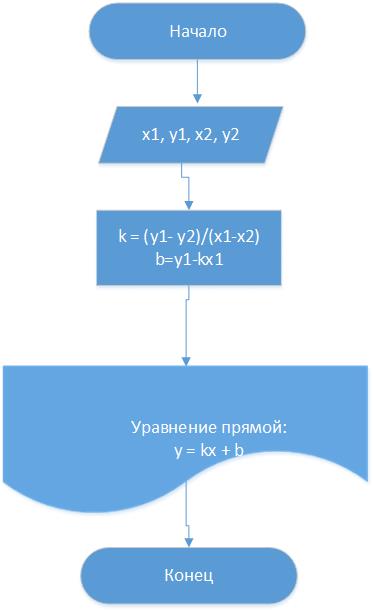 Начало
x1, y1, x2, y2
k = (y1- y2)/(x1-x2)
b=y1-kx1
Уравнение прямой:
y = kx + b
Конец